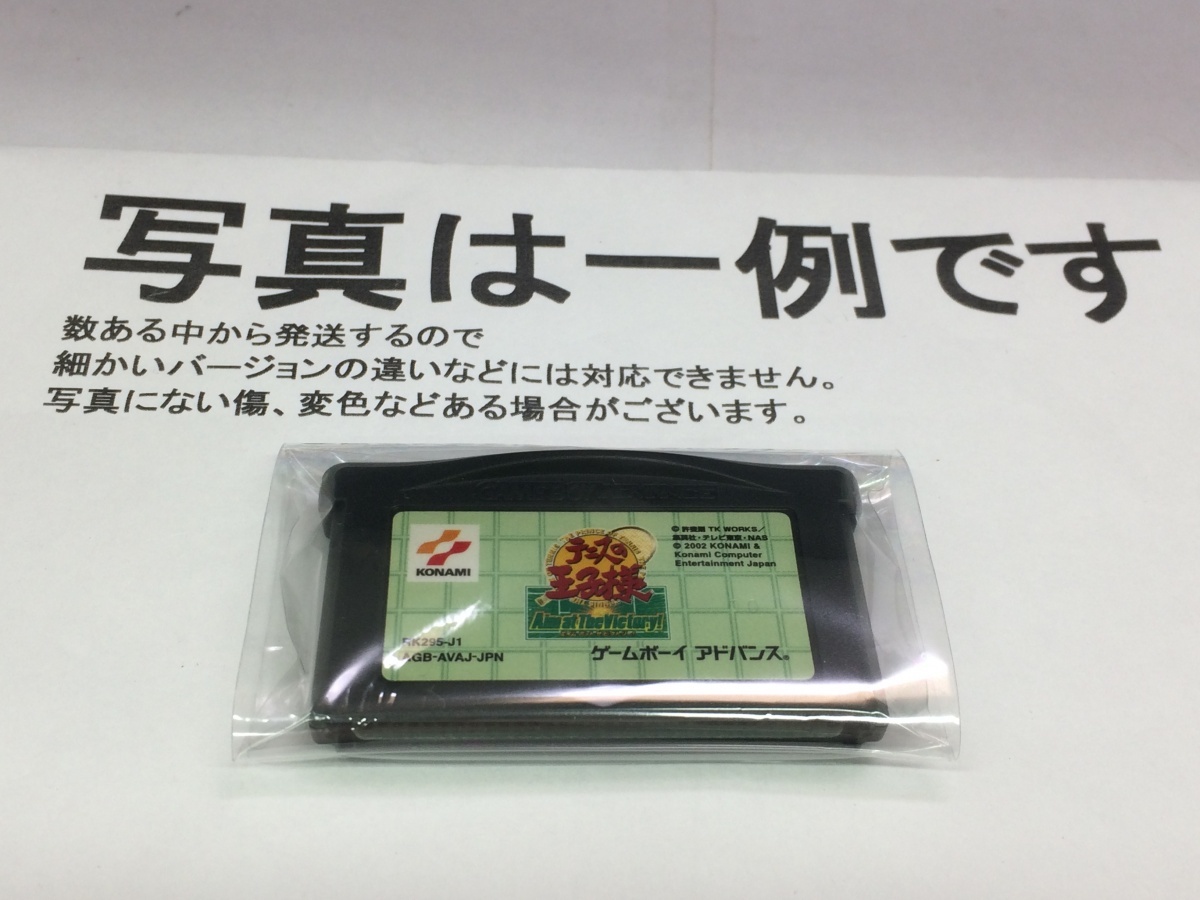 写真は一例です
数ある中から発送するので
細かいバージョンの違いなどには対応できません。
写真にない傷、変色などある場合がございます。
KONAMI
テニスの
王子様
Aim at The Victory!
© 許斐剛 TK WORKS／
集英社・テレビ東京・NAS
© 2002 KONAMI &
Konami Computer
Entertainment Japan
RK295-J1
AGB-AVAJ-JPN
ゲームボーイ アドバンス®